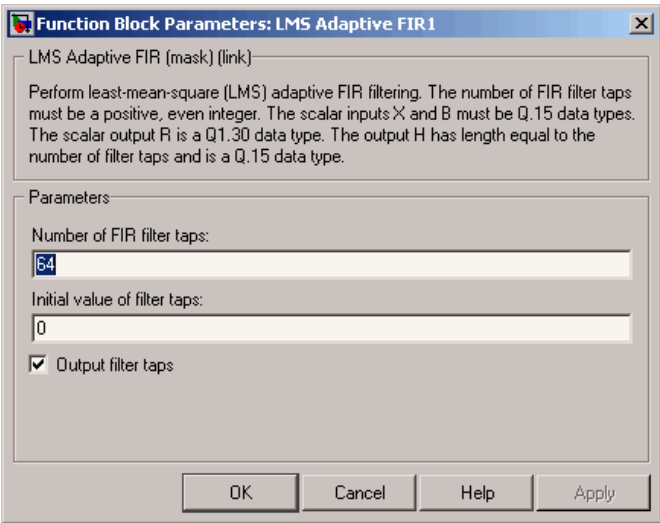 Function Block Parameters: LMS Adaptive FIR1
LMS Adaptive FIR (mask) (link)
Perform least-mean-square (LMS) adaptive FIR filtering. The number of FIR filter taps
must be a positive, even integer. The scalar inputs X and B must be Q.15 data types.
The scalar output R is a Q1.30 data type. The output H has length equal to the
number of filter taps and is a Q.15 data type.
Parameters
Number of FIR filter taps:
64
Initial value of filter taps:
0
Output filter taps
OK Cancel Help Apply